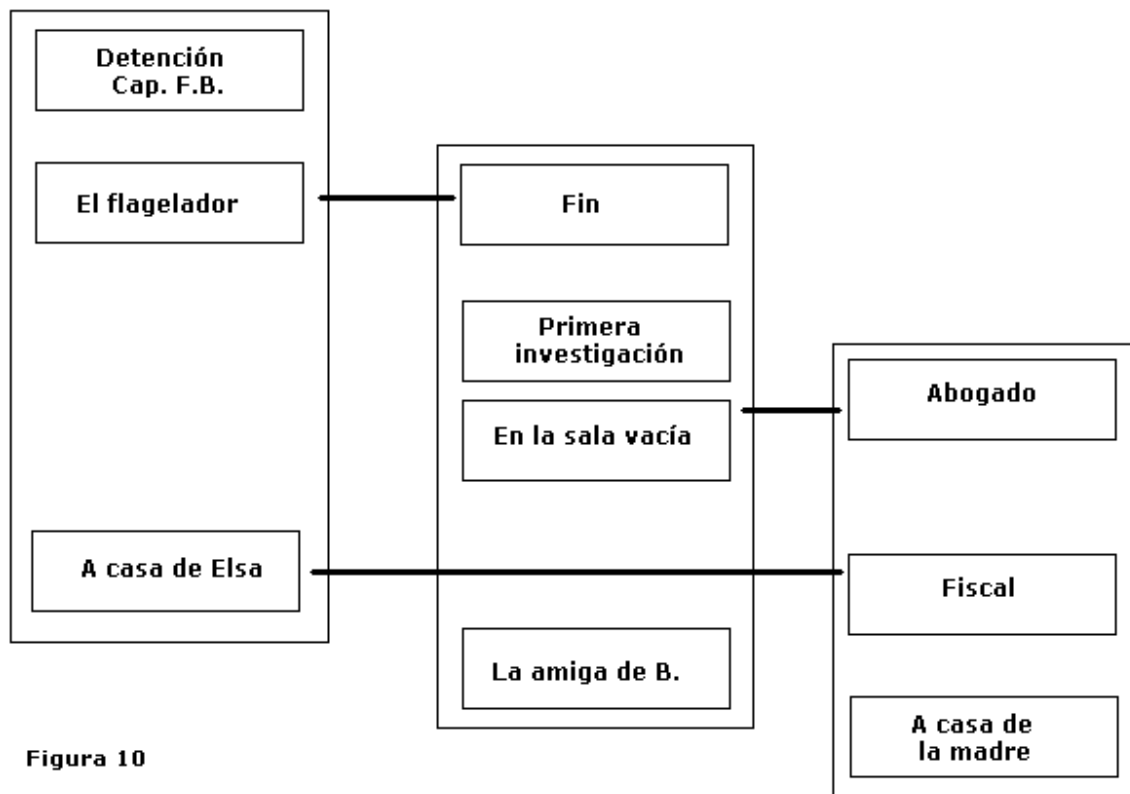 Detención
Cap. F.B.
El flagelador
A casa de Elsa
Fin
Primera
investigación
En la sala vacía
La amiga de B.
Abogado
Fiscal
A casa de
la madre
Figura 10